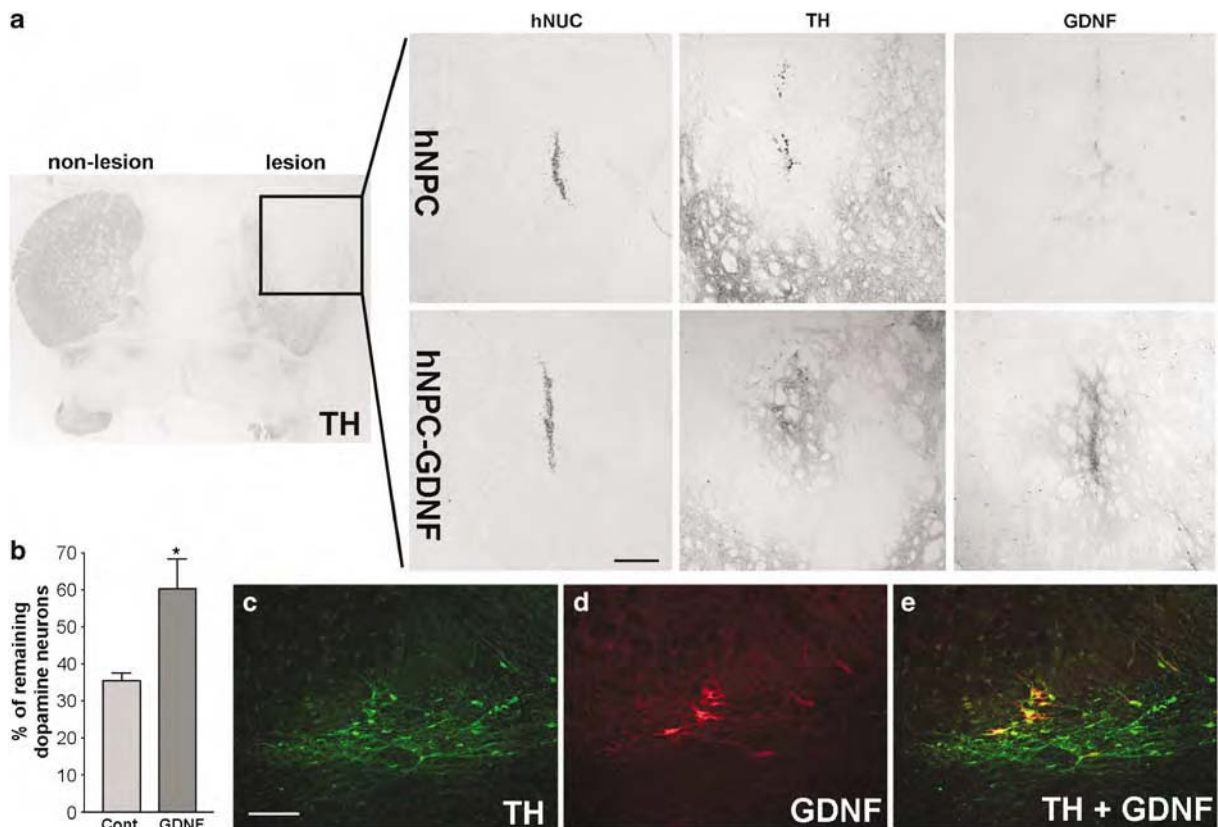 a
hNUC
TH
GDNF
non-lesion
lesion
TH
hNPC
hNPC-GDNF
b
% of remaining
dopamine neurons
70
60
50
40
30
20
10
0
*
Cont
GDNF
c
TH
d
GDNF
e
TH + GDNF